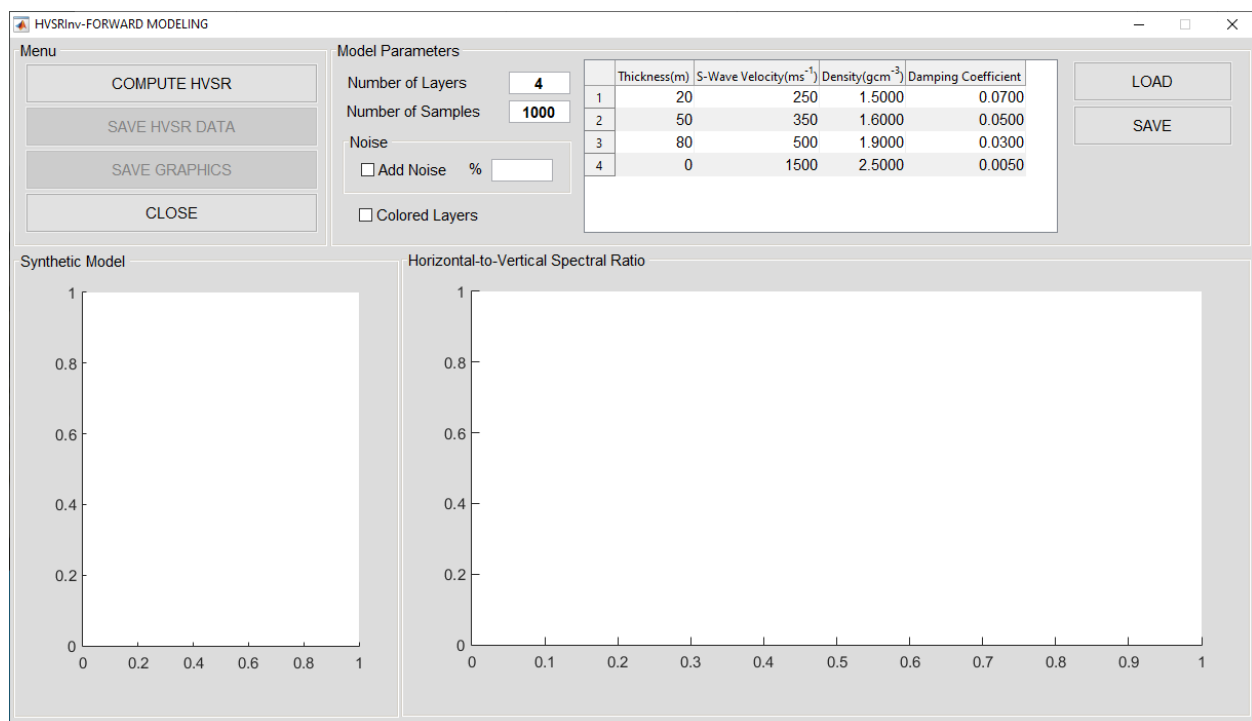 HVSRInv-FORWARD MODELING
Menu
COMPUTE HVSR
SAVE HVSR DATA
SAVE GRAPHICS
CLOSE
Model Parameters
Number of Layers 4
Number of Samples 1000
Noise
Add Noise % 
Colored Layers
Thickness(m) S-Wave Velocity(ms⁻¹) Density(gcm⁻³) Damping Coefficient
1 20 250 1.5000 0.0700
2 50 350 1.6000 0.0500
3 80 500 1.9000 0.0300
4 0 1500 2.5000 0.0050
LOAD
SAVE
Synthetic Model
1
0.8
0.6
0.4
0.2
0
0 0.2 0.4 0.6 0.8 1
Horizontal-to-Vertical Spectral Ratio
1
0.8
0.6
0.4
0.2
0
0 0.1 0.2 0.3 0.4 0.5 0.6 0.7 0.8 0.9 1